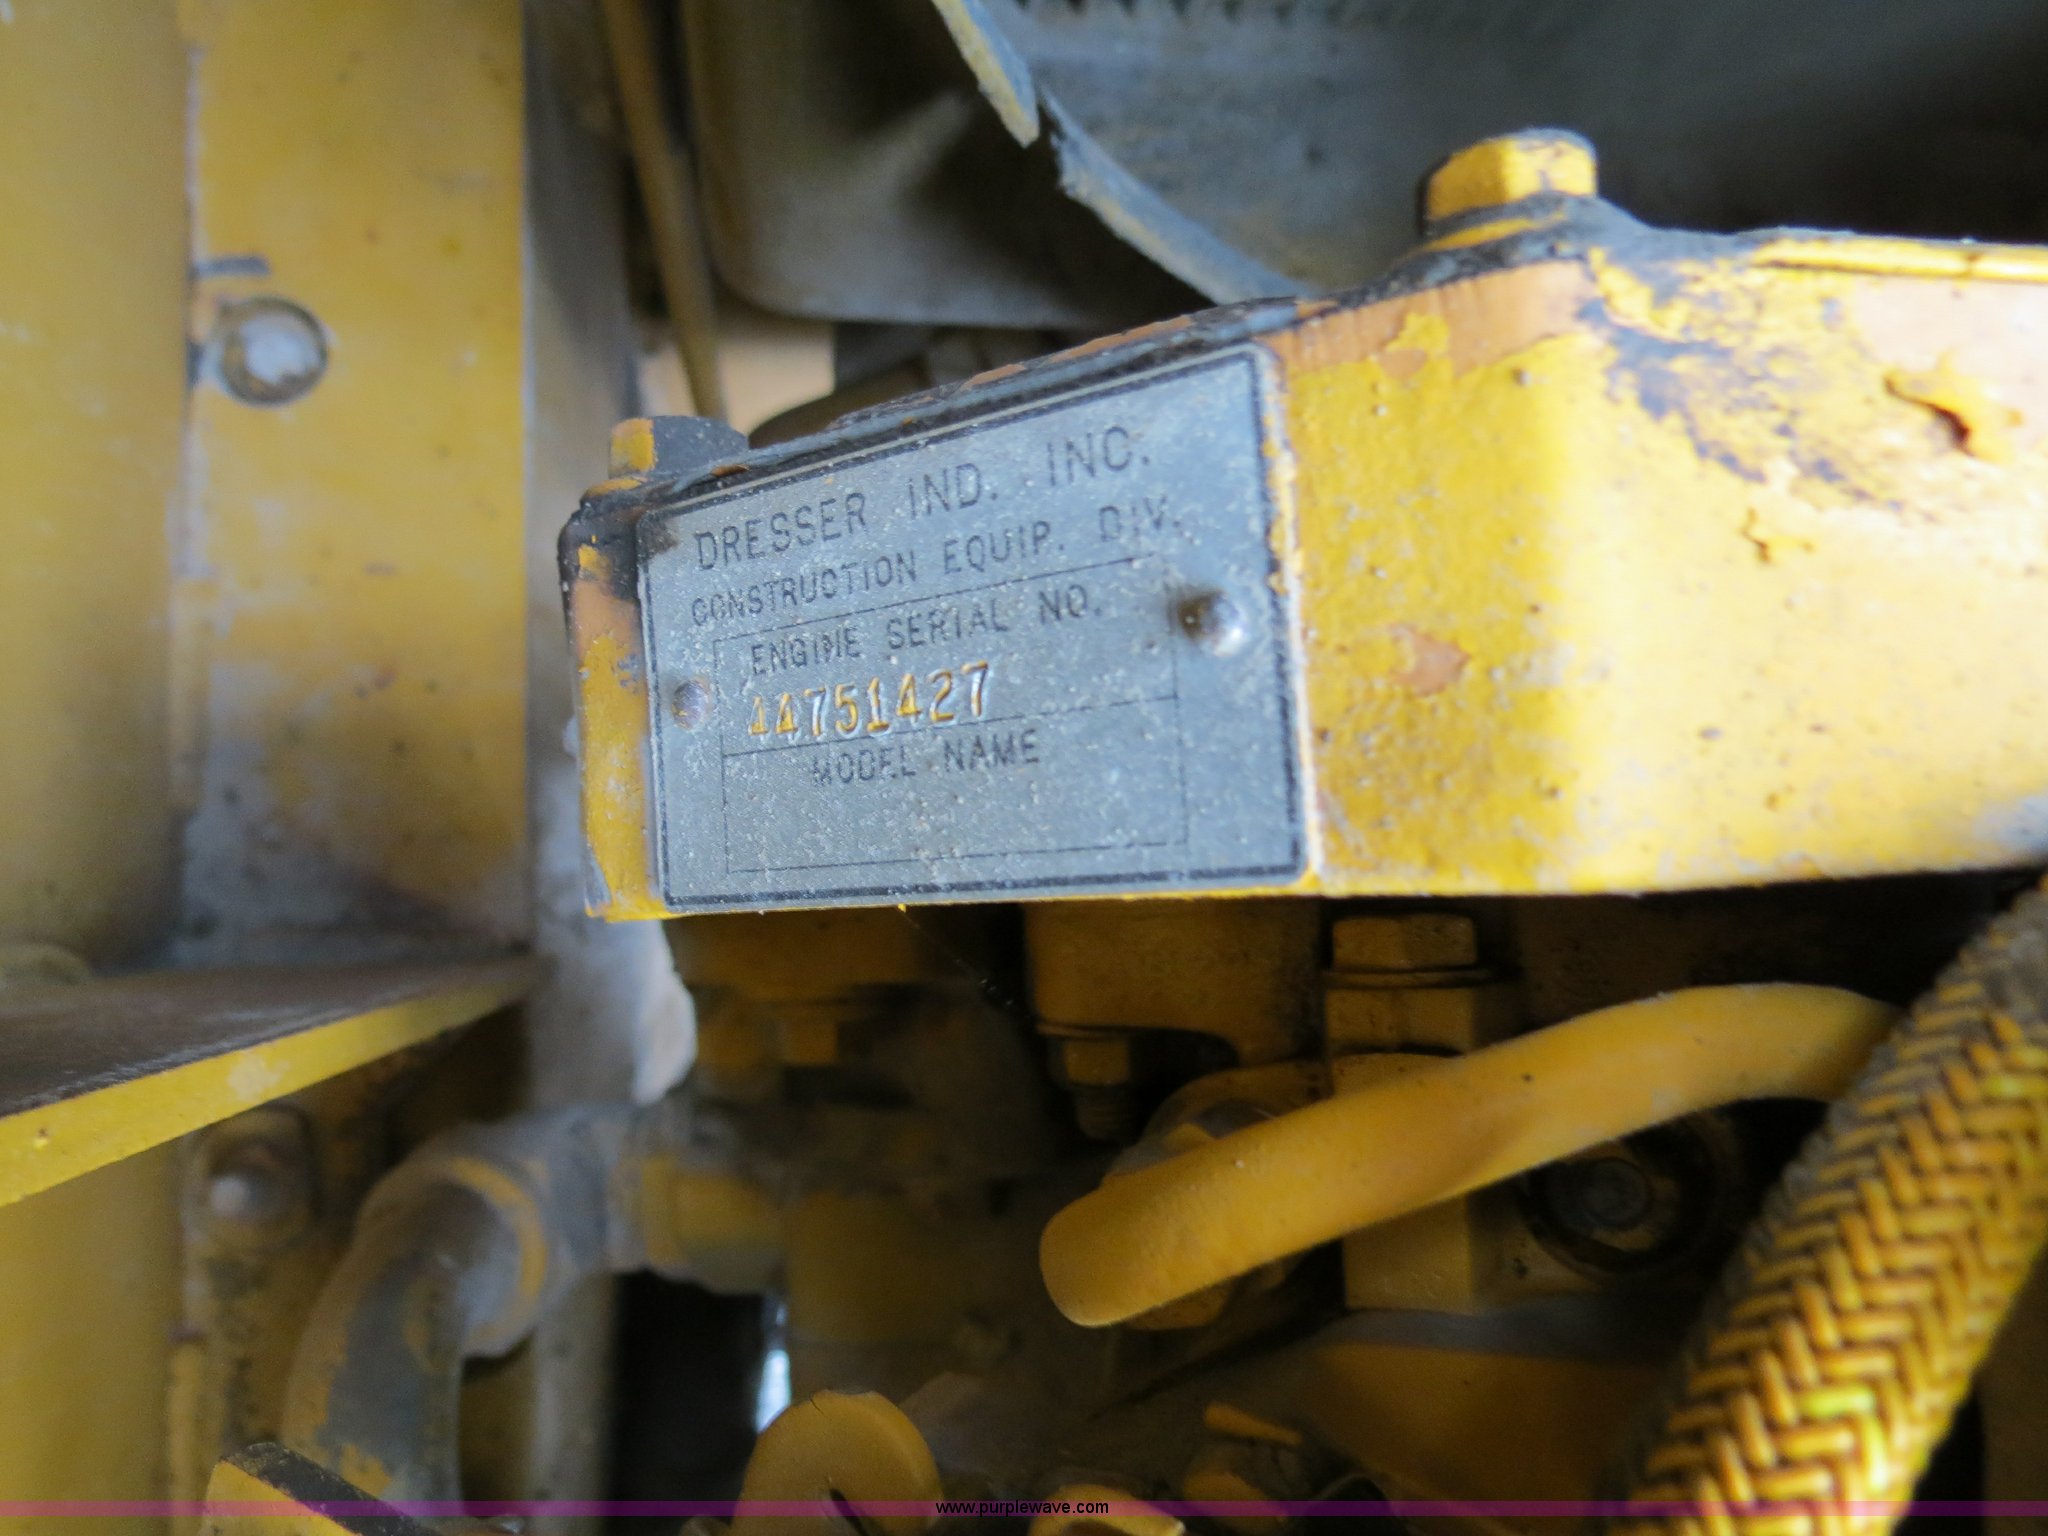 DRESSER IND. INC.
CONSTRUCTION EQUIP. DIV.
ENGINE SERIAL NO.
44751427
MODEL NAME
www.purplewave.com